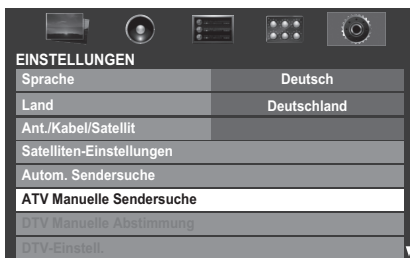 EINSTELLUNGEN
Sprache Deutsch
Land Deutschland
Ant./Kabel/Satellit
Satelliten-Einstellungen
Autom. Sendersuche
ATV Manuelle Sendersuche
DTV Manuelle Abstimmung
DTV-Einstell.